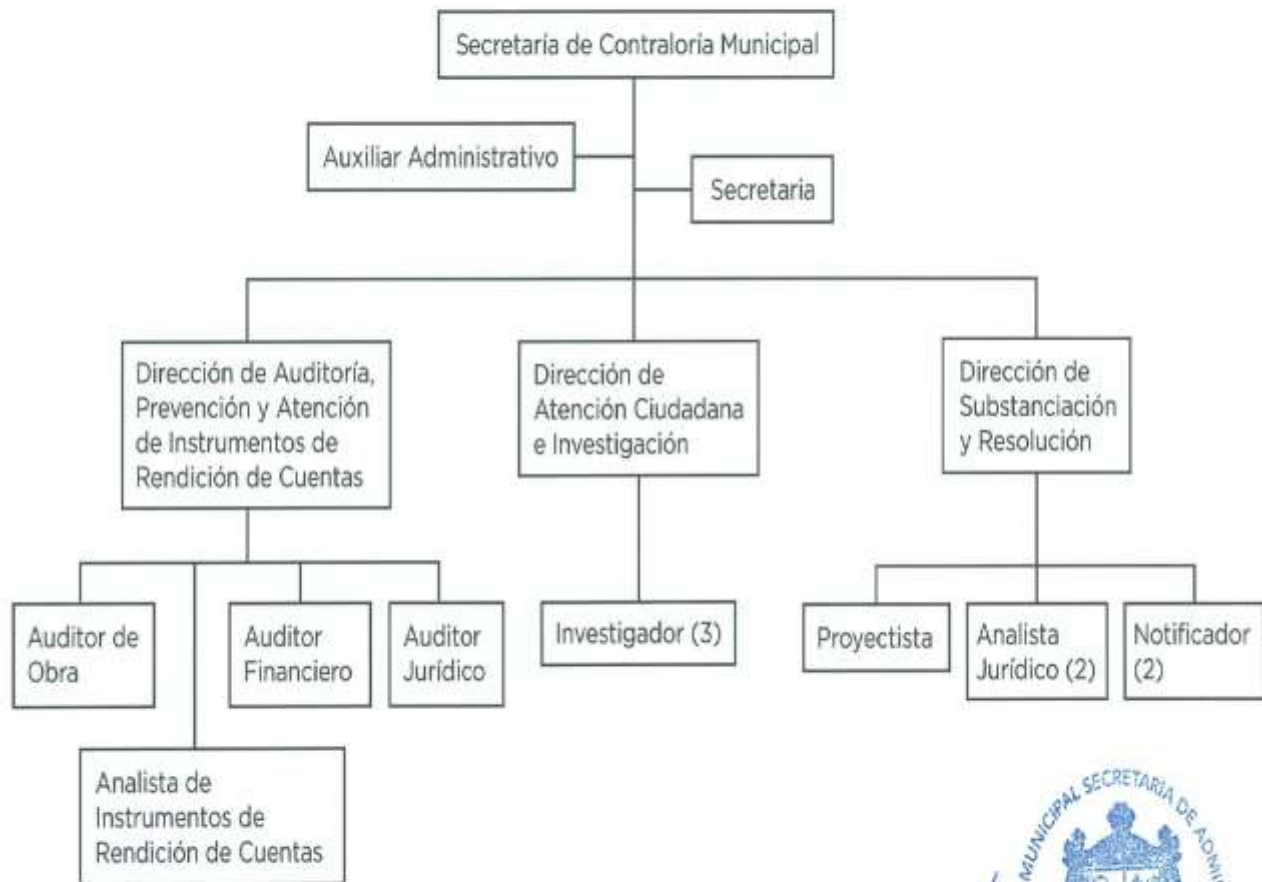 Secretaría de Contraloría Municipal
Auxiliar Administrativo
Secretaria
Dirección de Auditoría,
Prevención y Atención
de Instrumentos de
Rendición de Cuentas
Dirección de
Atención Ciudadana
e Investigación
Dirección de
Substanciación
y Resolución
Auditor de
Obra
Auditor
Financiero
Auditor
Jurídico
Investigador (3)
Proyectista
Analista
Jurídico (2)
Notificador
(2)
Analista de
Instrumentos de
Rendición de Cuentas
MUNICIPAL SECRETARÍA DE